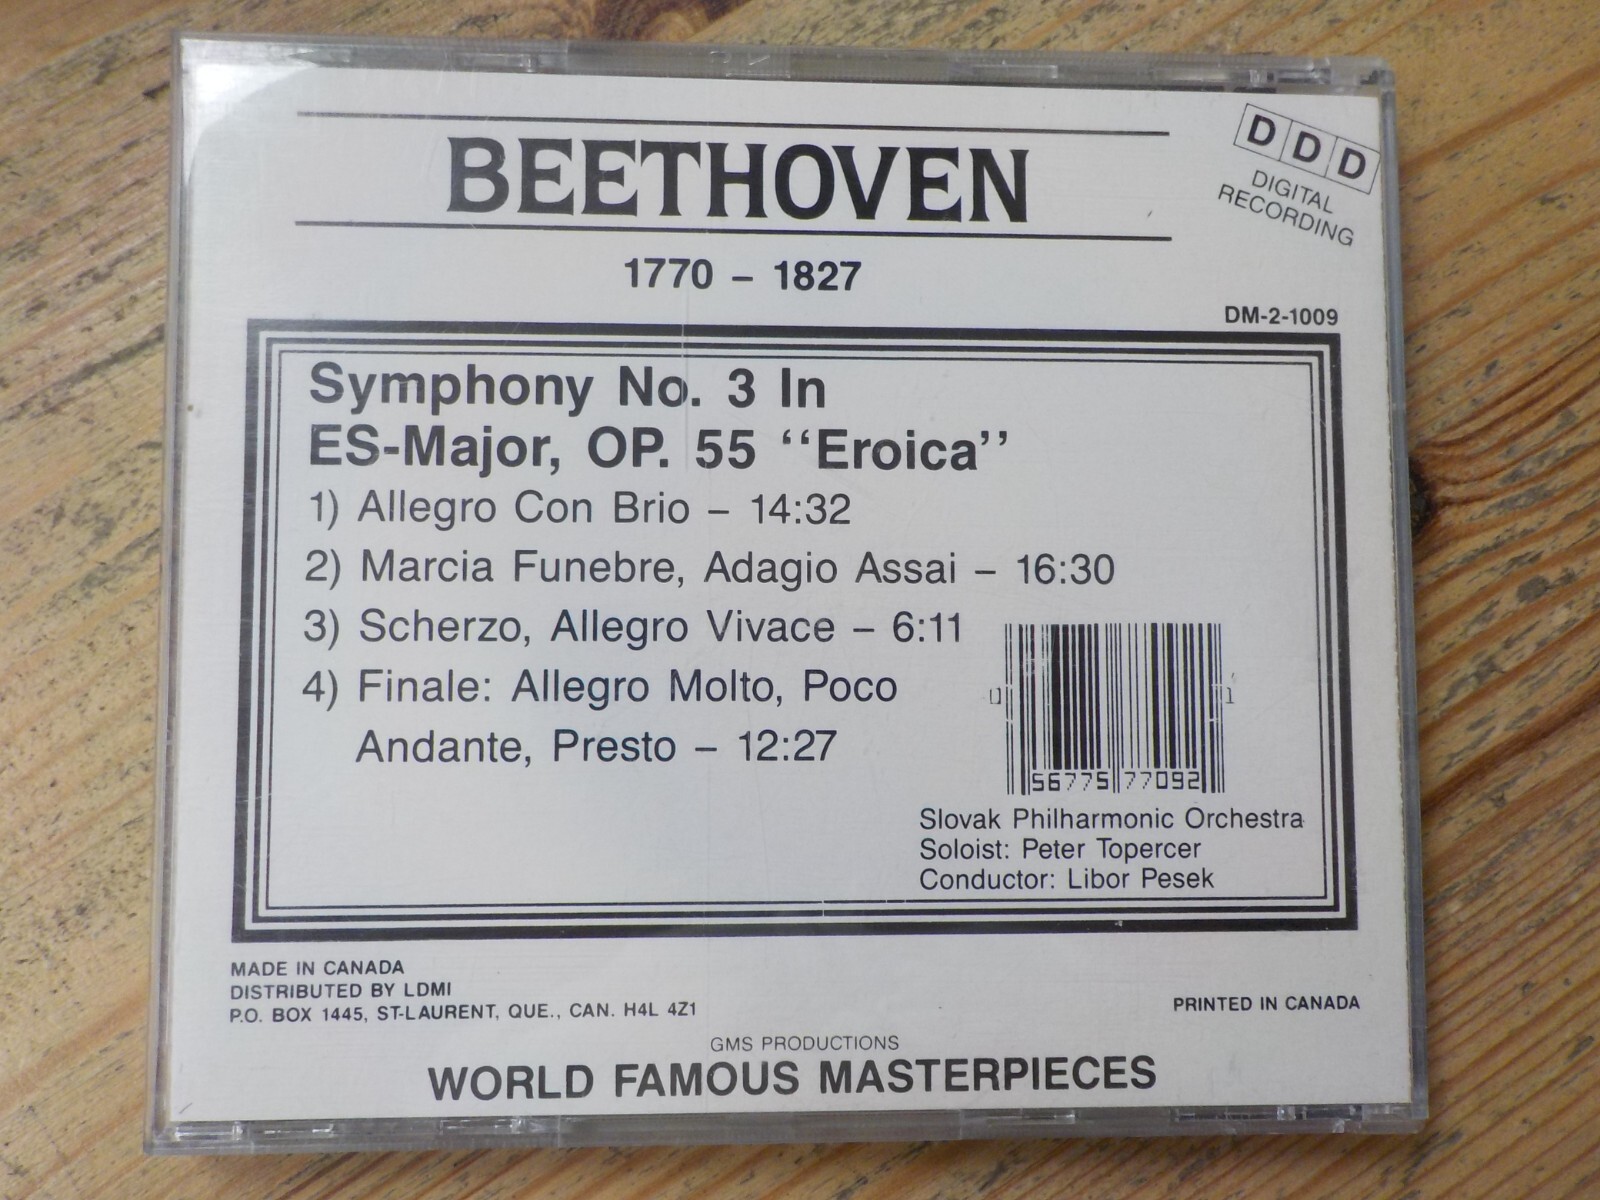 BEETHOVEN
1770 – 1827
DDD
DIGITAL
RECORDING
DM-2-1009
Symphony No. 3 In
ES-Major, OP. 55 “Eroica”
1) Allegro Con Brio – 14:32
2) Marcia Funebre, Adagio Assai – 16:30
3) Scherzo, Allegro Vivace – 6:11
4) Finale: Allegro Molto, Poco
Andante, Presto – 12:27
0 56775 77092 1
Slovak Philharmonic Orchestra
Soloist: Peter Topercer
Conductor: Libor Pesek
MADE IN CANADA
DISTRIBUTED BY LDMI
P.O. BOX 1445, ST-LAURENT, QUE., CAN. H4L 4Z1
PRINTED IN CANADA
GMS PRODUCTIONS
WORLD FAMOUS MASTERPIECES